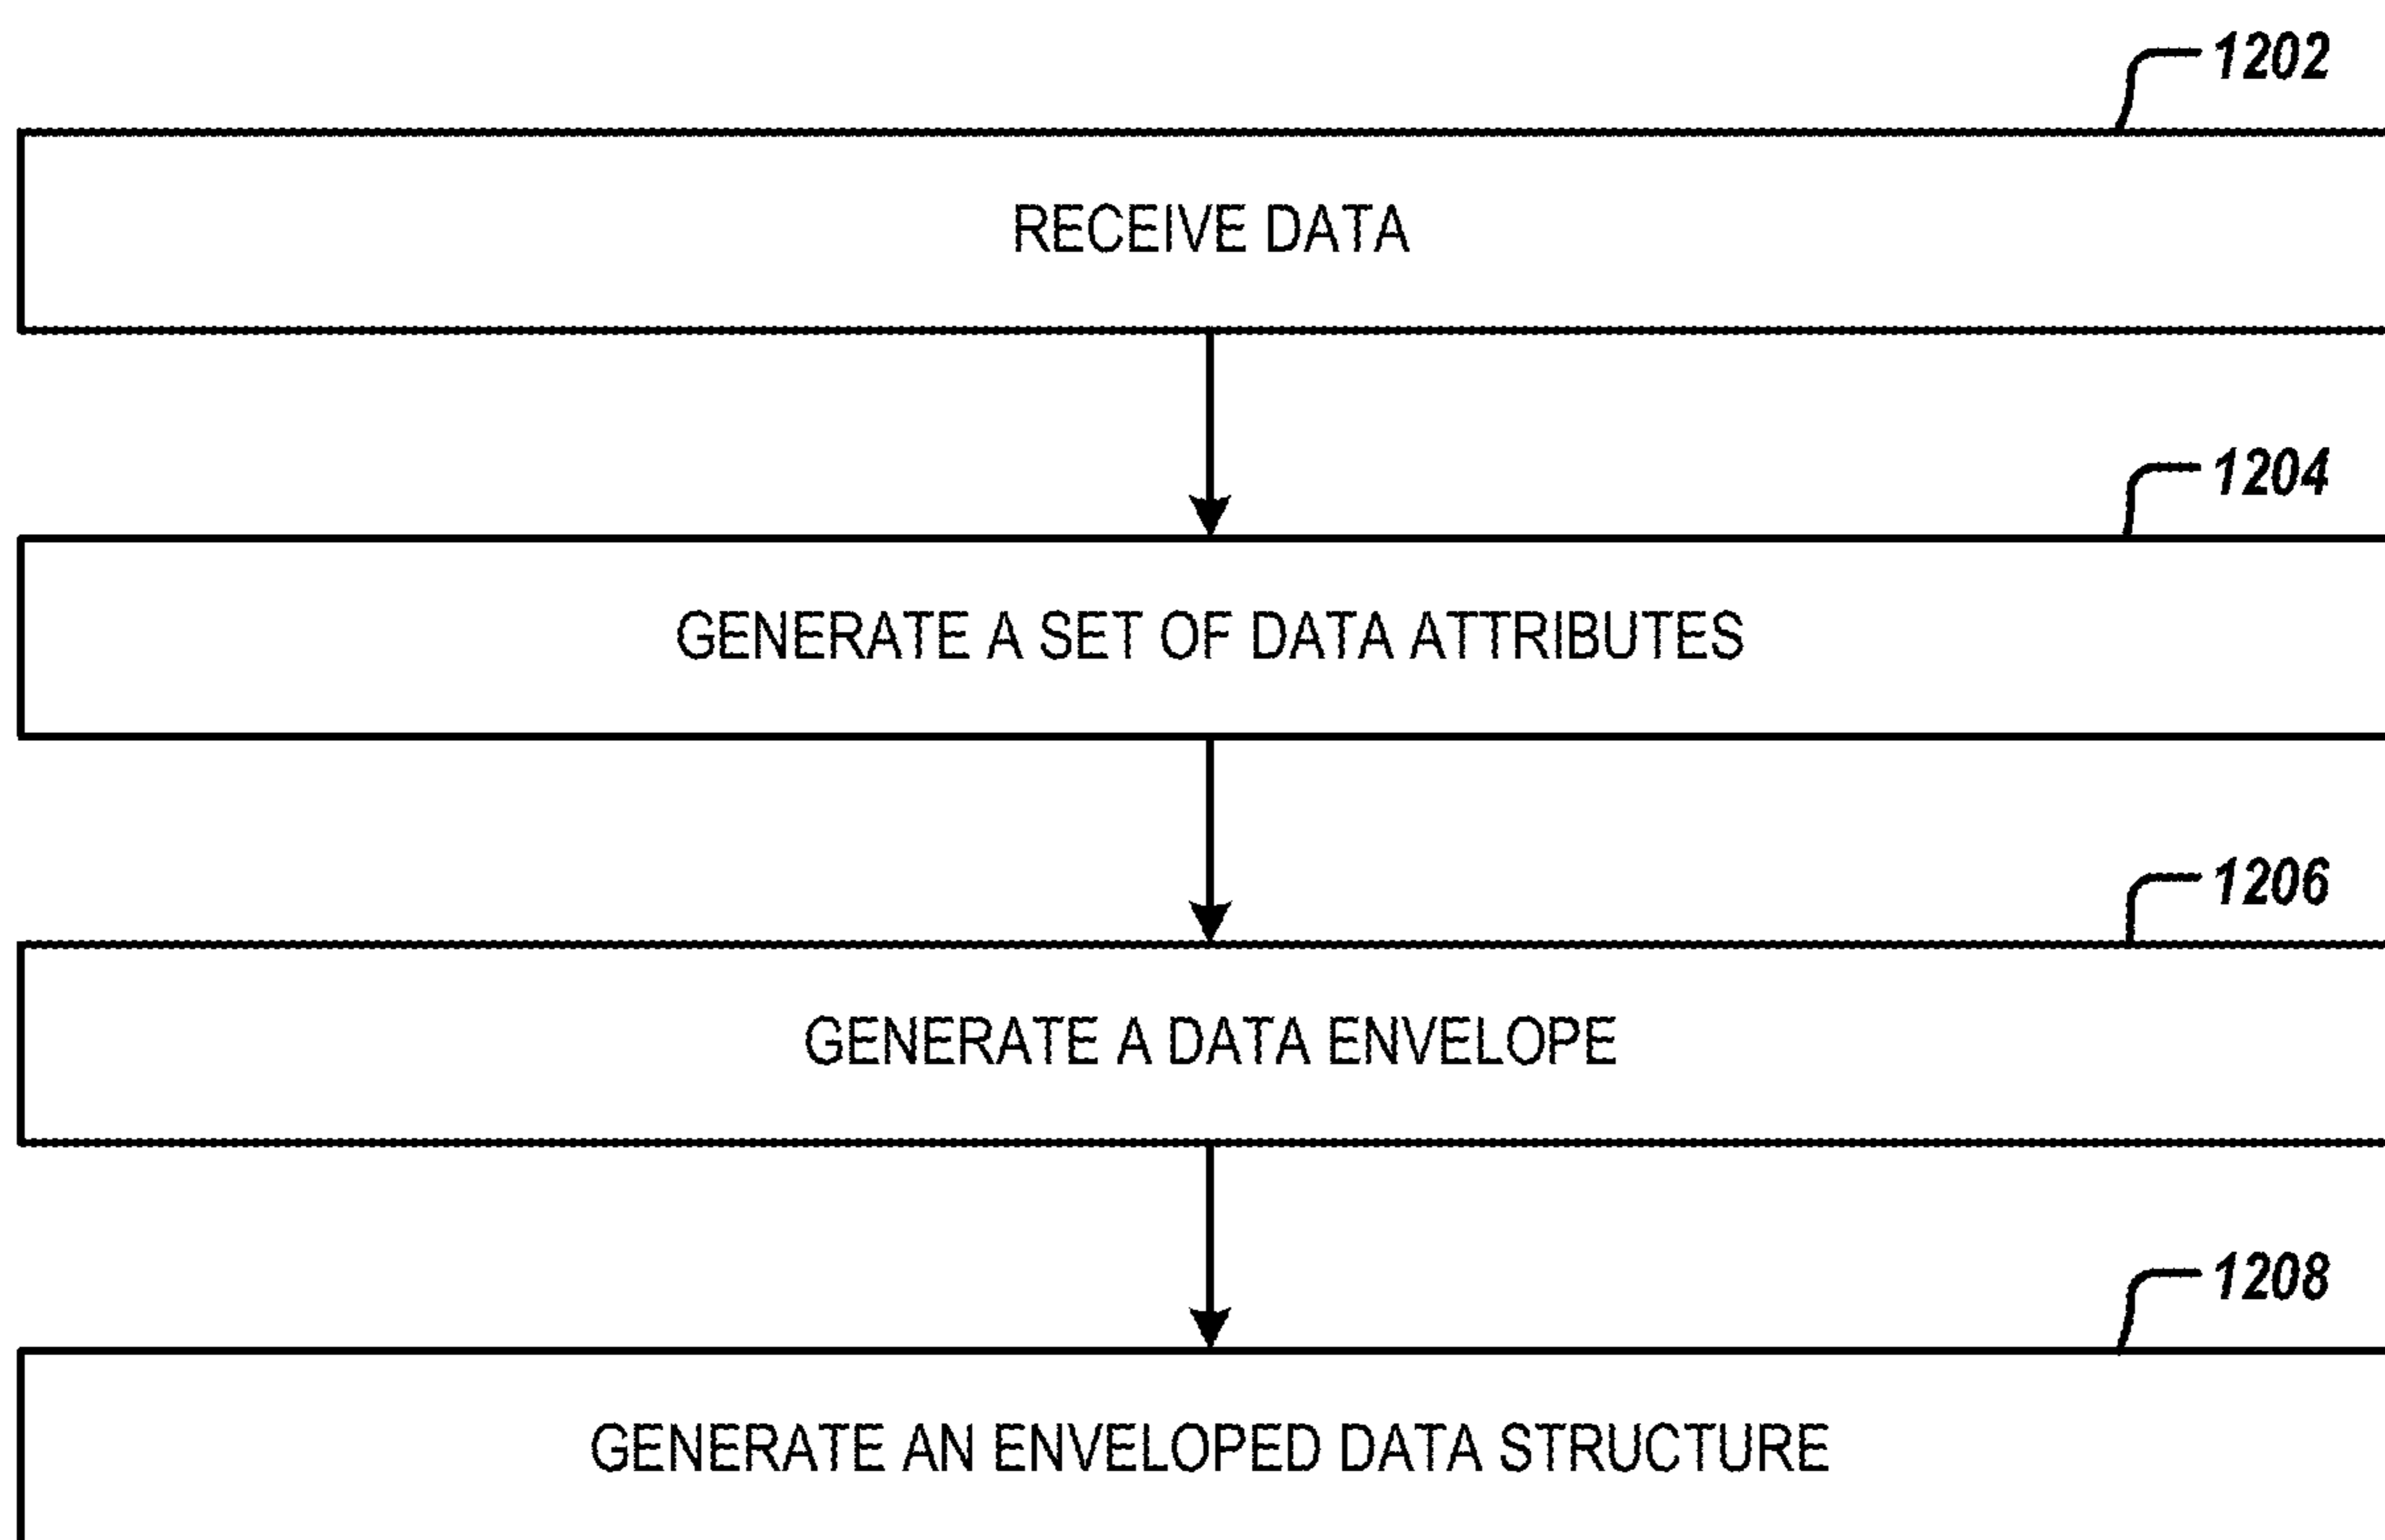 1202
RECEIVE DATA
1204
GENERATE A SET OF DATA ATTRIBUTES
1206
GENERATE A DATA ENVELOPE
1208
GENERATE AN ENVELOPED DATA STRUCTURE